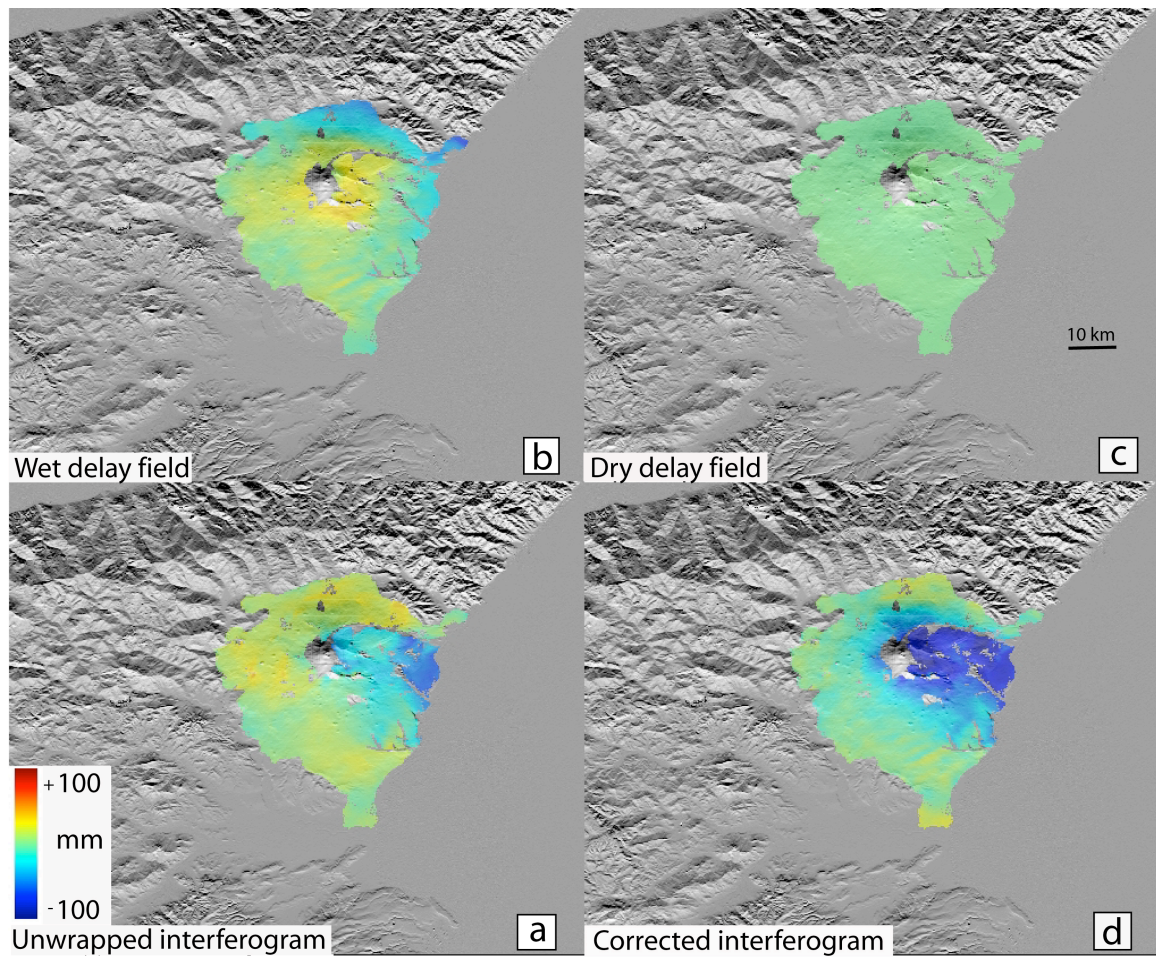 10 km
Wet delay field
b
Dry delay field
c
+ 100
mm
- 100
Unwrapped interferogram
a
Corrected interferogram
d